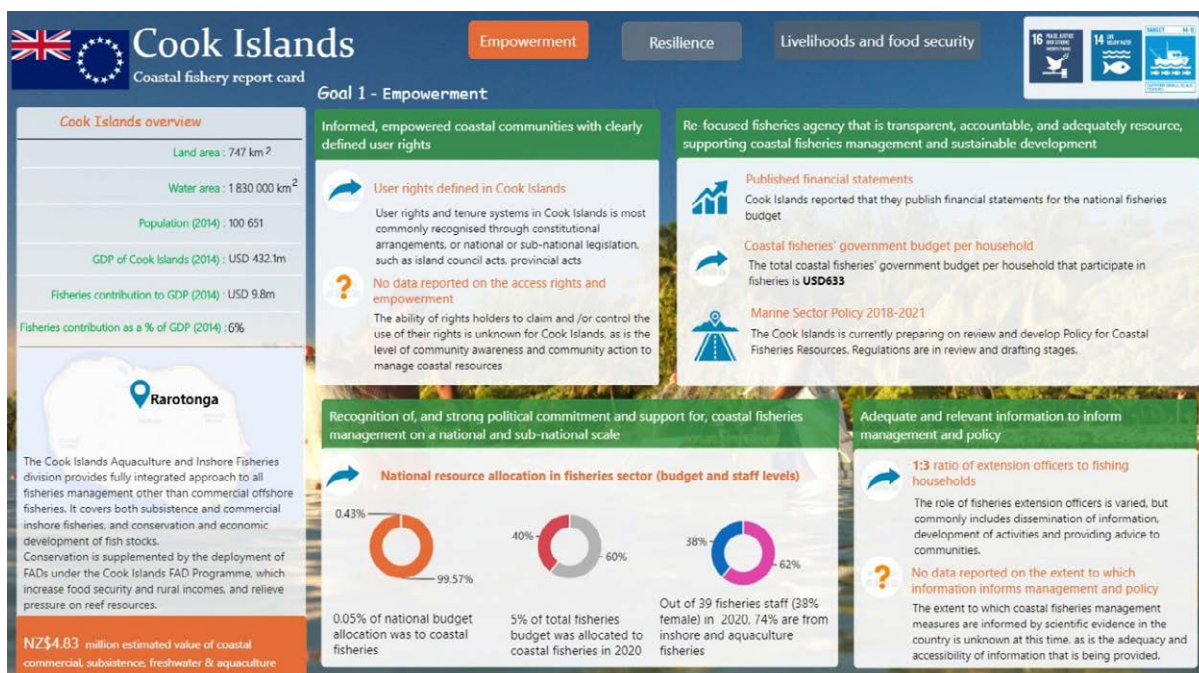 Cook Islands
Coastal fishery report card
Empowerment
Resilience
Livelihoods and food security
Goal 1 - Empowerment
Cook Islands overview
Land area : 747 km2
Water area : 1 830 000 km2
Population (2014) : 100 651
GDP of Cook Islands (2014) : USD 432.1m
Fisheries contribution to GDP (2014) : USD 9.8m
Fisheries contribution as a % of GDP (2014) :6%
Rarotonga
The Cook Islands Aquaculture and Inshore Fisheries
division provides fully integrated approach to all
fisheries management other than commercial offshore
fisheries. It covers both subsistence and commercial
inshore fisheries, and conservation and economic
development of fish stocks.
Conservation is supplemented by the deployment of
FADs under the Cook Islands FAD Programme, which
increase food security and rural incomes, and relieve
pressure on reef resources.
NZ$4.83 million estimated value of coastal
commercial, subsistence, freshwater & aquaculture
Informed, empowered coastal communities with clearly
defined user rights
User rights defined in Cook Islands
User rights and tenure systems in Cook Islands is most
commonly recognised through constitutional
arrangements, or national or sub-national legislation,
such as island council acts, provincial acts
?
No data reported on the access rights and
empowerment
The ability of rights holders to claim and /or control the
use of their rights is unknown for Cook Islands, as is the
level of community awareness and community action to
manage coastal resources
Re-focused fisheries agency that is transparent, accountable, and adequately resource,
supporting coastal fisheries management and sustainable development
Published financial statements
Cook Islands reported that they publish financial statements for the national fisheries
budget
Coastal fisheries' government budget per household
The total coastal fisheries' government budget per household that participate in
fisheries is USD633
Marine Sector Policy 2018-2021
The Cook Islands is currently preparing on review and develop Policy for Coastal
Fisheries Resources. Regulations are in review and drafting stages.
Recognition of, and strong political commitment and support for, coastal fisheries
management on a national and sub-national scale
National resource allocation in fisheries sector (budget and staff levels)
0.43%
99.57%
40%
60%
38%
62%
0.05% of national budget
allocation was to coastal
fisheries
5% of total fisheries
budget was allocated to
coastal fisheries in 2020
Out of 39 fisheries staff (38%
female) in 2020, 74% are from
inshore and aquaculture
fisheries
Adequate and relevant information to inform
management and policy
1:3 ratio of extension officers to fishing
households
The role of fisheries extension officers is varied, but
commonly includes dissemination of information,
development of activities and providing advice to
communities.
?
No data reported on the extent to which
information informs management and policy
The extent to which coastal fisheries management
measures are informed by scientific evidence in the
country is unknown at this time, as is the adequacy and
accessibility of information that is being provided.
16
14
TARGET